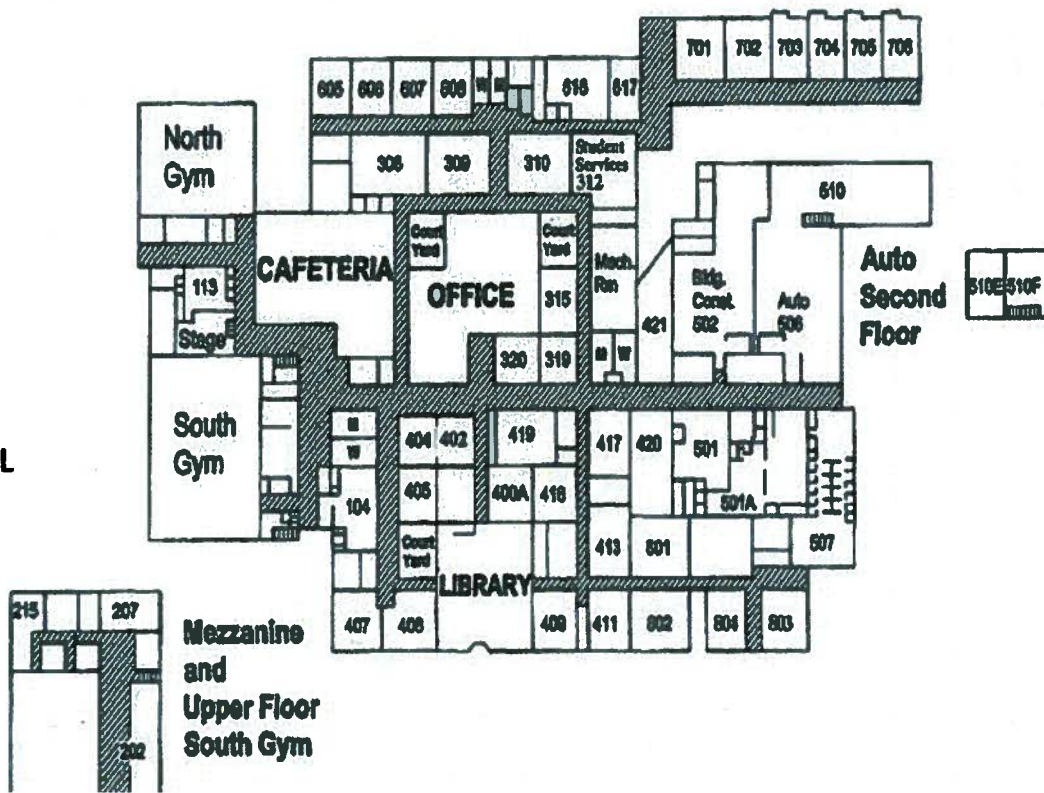 701 702 703 704 705 706
605 606 607 608 W M 616 617
North
Gym
308 309 310
Student
Services
312
510
Court
Yard
Court
Yard
CAFETERIA
OFFICE
Mech
Rm
Bldg.
Const.
502
Auto
506
Auto
Second
Floor
510E 510F
113
Stage
315
421
320 319
M W
South
Gym
L
M
W
404 402 419 417 420 501
405 400A 418
104
501A
Court
Yard
413 801
507
LIBRARY
407 408 409 411 802 804 803
215 207
Mezzanine
and
Upper Floor
South Gym
202